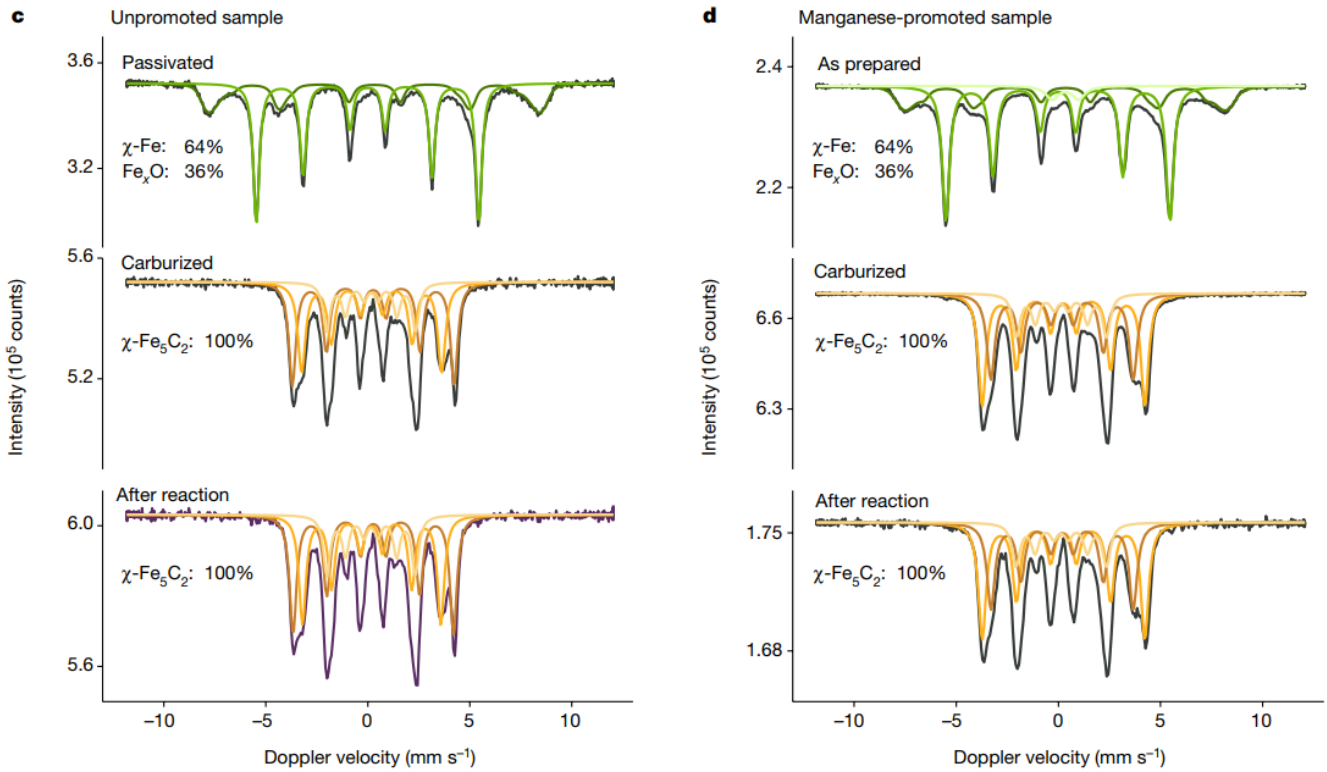 c Unpromoted sample
Passivated
3.6
χ-Fe: 64%
FeₓO: 36%
3.2
5.6
Carburized
χ-Fe₅C₂: 100%
5.2
After reaction
6.0
χ-Fe₅C₂: 100%
5.6
Intensity (10⁵ counts)
−10 −5 0 5 10
Doppler velocity (mm s⁻¹)
d Manganese-promoted sample
As prepared
2.4
χ-Fe: 64%
FeₓO: 36%
2.2
Carburized
6.6
χ-Fe₅C₂: 100%
6.3
After reaction
1.75
χ-Fe₅C₂: 100%
1.68
Intensity (10⁵ counts)
−10 −5 0 5 10
Doppler velocity (mm s⁻¹)